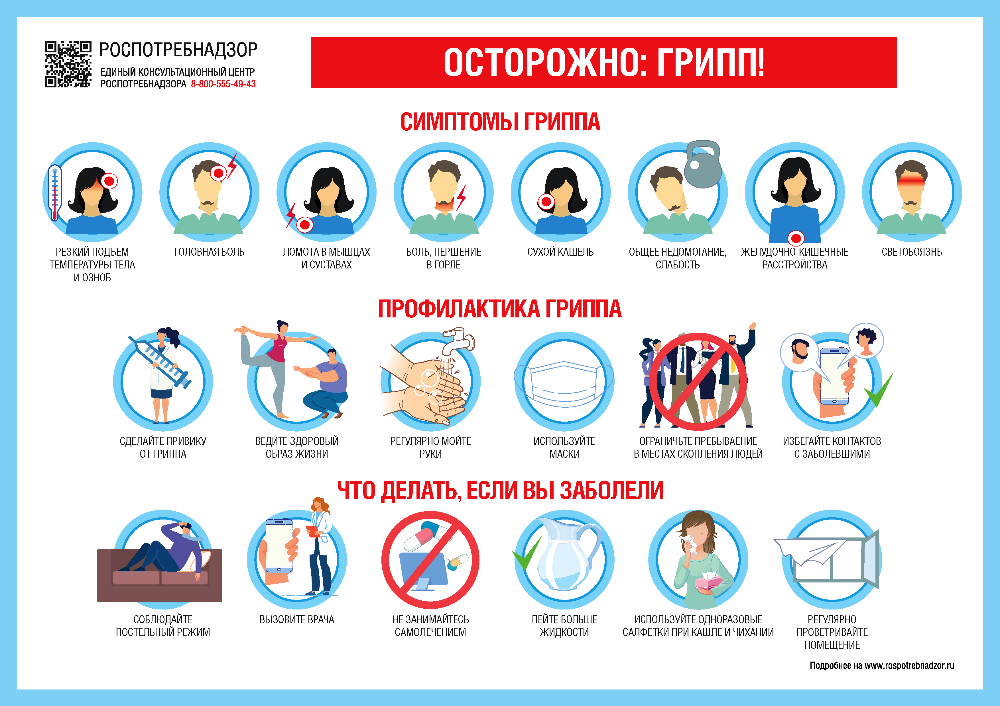 РОСПОТРЕБНАДЗОР
ЕДИНЫЙ КОНСУЛЬТАЦИОННЫЙ ЦЕНТР
РОСПОТРЕБНАДЗОРА 8-800-555-49-43
ОСТОРОЖНО: ГРИПП!
СИМПТОМЫ ГРИППА
РЕЗКИЙ ПОДЪЕМ
ТЕМПЕРАТУРЫ ТЕЛА
И ОЗНОБ
ГОЛОВНАЯ БОЛЬ
ЛОМОТА В МЫШЦАХ
И СУСТАВАХ
БОЛЬ, ПЕРШЕНИЕ
В ГОРЛЕ
СУХОЙ КАШЕЛЬ
ОБЩЕЕ НЕДОМОГАНИЕ,
СЛАБОСТЬ
ЖЕЛУДОЧНО-КИШЕЧНЫЕ
РАССТРОЙСТВА
СВЕТОБОЯЗНЬ
ПРОФИЛАКТИКА ГРИППА
СДЕЛАЙТЕ ПРИВИКУ
ОТ ГРИППА
ВЕДИТЕ ЗДОРОВЫЙ
ОБРАЗ ЖИЗНИ
РЕГУЛЯРНО МОЙТЕ
РУКИ
ИСПОЛЬЗУЙТЕ
МАСКИ
ОГРАНИЧЬТЕ ПРЕБЫВАЕНИЕ
В МЕСТАХ СКОПЛЕНИЯ ЛЮДЕЙ
ИЗБЕГАЙТЕ КОНТАКТОВ
С ЗАБОЛЕВШИМИ
ЧТО ДЕЛАТЬ, ЕСЛИ ВЫ ЗАБОЛЕЛИ
СОБЛЮДАЙТЕ
ПОСТЕЛЬНЫЙ РЕЖИМ
ВЫЗОВИТЕ ВРАЧА
НЕ ЗАНИМАЙТЕСЬ
САМОЛЕЧЕНИЕМ
ПЕЙТЕ БОЛЬШЕ
ЖИДКОСТИ
ИСПОЛЬЗУЙТЕ ОДНОРАЗОВЫЕ
САЛФЕТКИ ПРИ КАШЛЕ И ЧИХАНИИ
РЕГУЛЯРНО
ПРОВЕТРИВАЙТЕ
ПОМЕЩЕНИЕ
Подробнее на www.rospotrebnadzor.ru